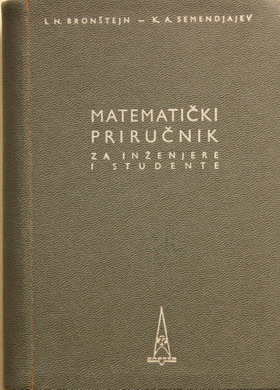 I. N. BRONŠTEJN – K. A. SEMENDJAJEV
MATEMATIČKI
PRIRUČNIK
ZA INŽENJERE
I STUDENTE